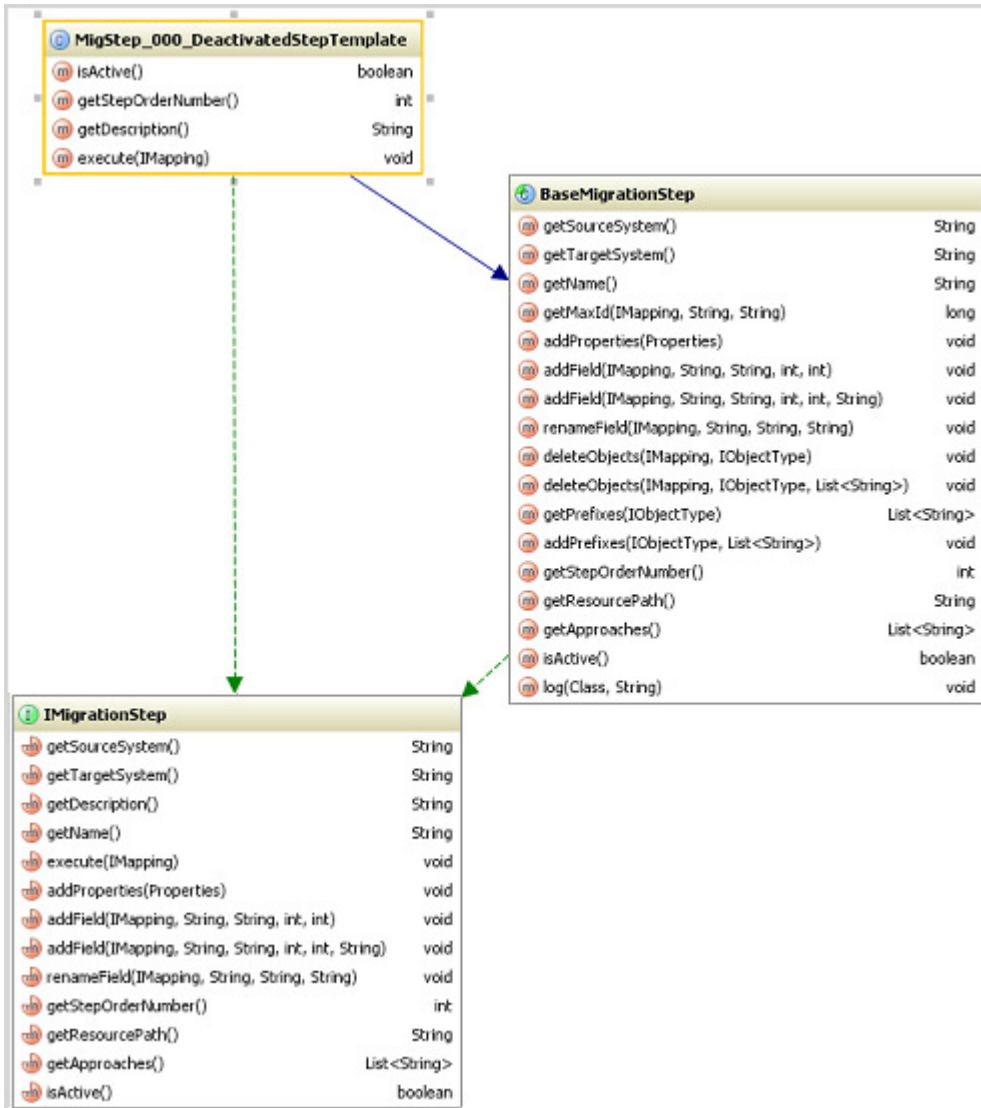 MigStep_000_DeactivatedStepTemplate
isActive() boolean
getStepOrderNumber() int
getDescription() String
execute(IMapping) void
BaseMigrationStep
getSourceSystem() String
getTargetSystem() String
getName() String
getMaxId(IMapping, String, String) long
addProperties(Properties) void
addField(IMapping, String, String, int, int) void
addField(IMapping, String, String, int, int, String) void
renameField(IMapping, String, String, String) void
deleteObjects(IMapping, IObjectType) void
deleteObjects(IMapping, IObjectType, List<String>) void
getPrefixes(IObjectType) List<String>
addPrefixes(IObjectType, List<String>) void
getStepOrderNumber() int
getResourcePath() String
getApproaches() List<String>
isActive() boolean
log(Class, String) void
IMigrationStep
getSourceSystem() String
getTargetSystem() String
getDescription() String
getName() String
execute(IMapping) void
addProperties(Properties) void
addField(IMapping, String, String, int, int) void
addField(IMapping, String, String, int, int, String) void
renameField(IMapping, String, String, String) void
getStepOrderNumber() int
getResourcePath() String
getApproaches() List<String>
isActive() boolean